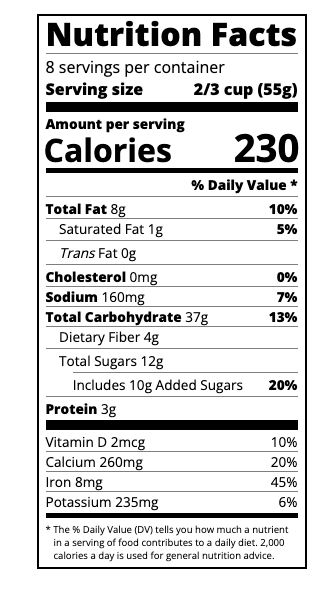 Nutrition Facts
8 servings per container
Serving size 2/3 cup (55g)
Amount per serving
Calories 230
% Daily Value *
Total Fat 8g 10%
Saturated Fat 1g 5%
Trans Fat 0g
Cholesterol 0mg 0%
Sodium 160mg 7%
Total Carbohydrate 37g 13%
Dietary Fiber 4g
Total Sugars 12g
Includes 10g Added Sugars 20%
Protein 3g
Vitamin D 2mcg 10%
Calcium 260mg 20%
Iron 8mg 45%
Potassium 235mg 6%
* The % Daily Value (DV) tells you how much a nutrient
in a serving of food contributes to a daily diet. 2,000
calories a day is used for general nutrition advice.